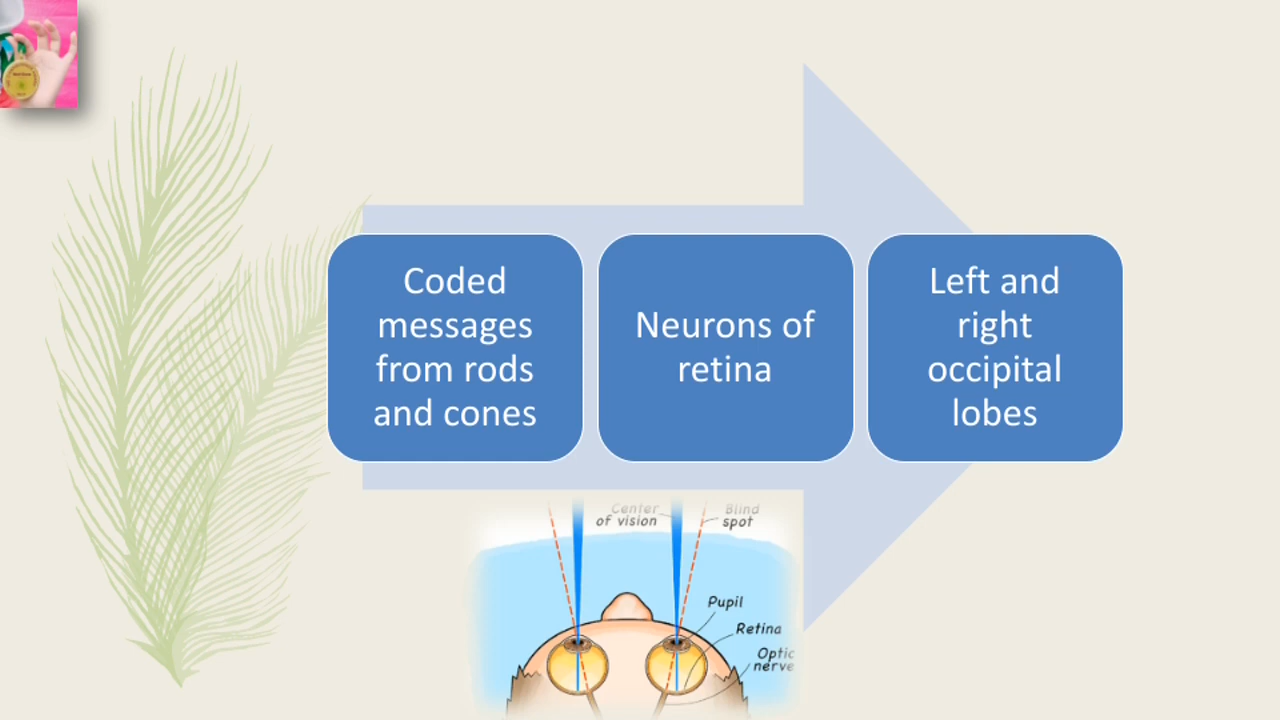 Coded
messages
from rods
and cones
Neurons of
retina
Left and
right
occipital
lobes
Center
of vision
Blind
spot
Pupil
Retina
Optic
nerve